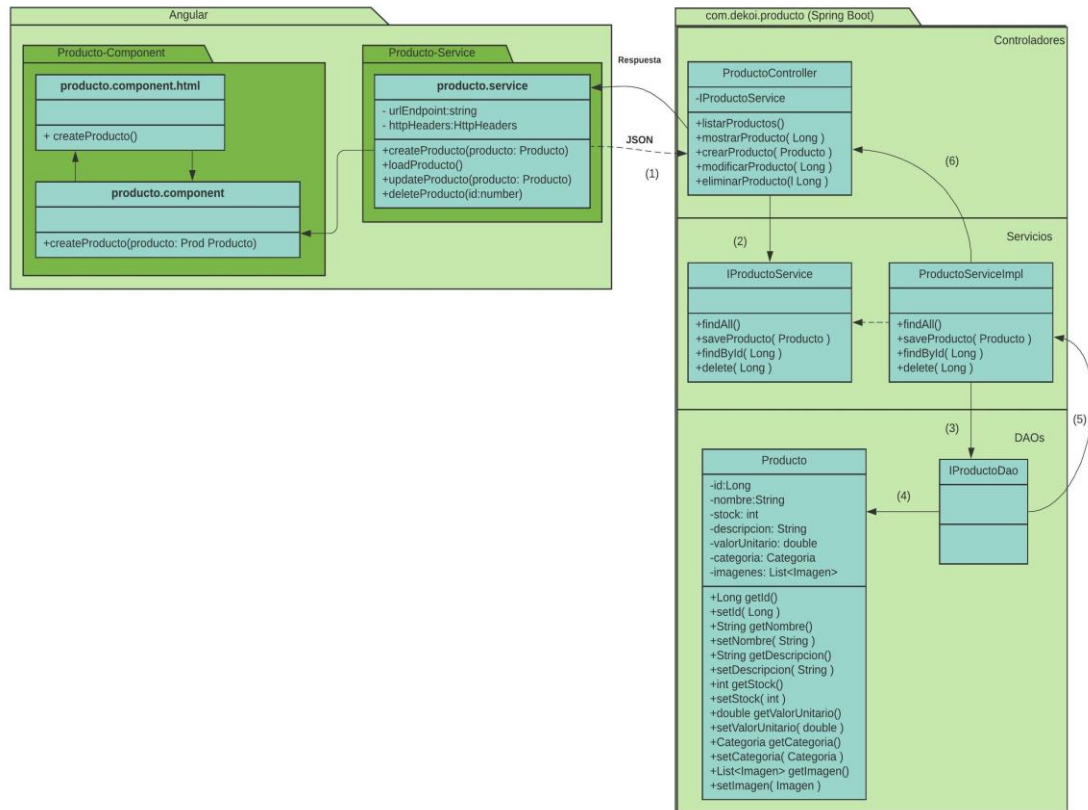 Angular
Producto-Component
producto.component.html
+ createProducto()
producto.component
+createProducto(producto: Prod Producto)
Producto-Service
producto.service
- urlEndpoint:string
- httpHeaders:HttpHeaders
+createProducto(producto: Producto)
+loadProducto()
+updateProducto(producto: Producto)
+deleteProducto(id:number)
Respuesta
JSON
(1)
com.dekoi.producto (Spring Boot)
Controladores
ProductoController
-IProductoService
+listarProductos()
+mostrarProducto( Long )
+crearProducto( Producto )
+modificarProducto( Long )
+eliminarProducto(l Long )
(6)
(2)
Servicios
IProductoService
+findAll()
+saveProducto( Producto )
+findById( Long )
+delete( Long )
ProductoServiceImpl
+findAll()
+saveProducto( Producto )
+findById( Long )
+delete( Long )
(3)
(5)
DAOs
IProductoDao
(4)
Producto
-id:Long
-nombre:String
-stock: int
-descripcion: String
-valorUnitario: double
-categoria: Categoria
-imagenes: List<Imagen>
+Long getId()
+setId( Long )
+String getNombre()
+setNombre( String )
+String getDescripcion()
+setDescripcion( String )
+int getStock()
+setStock( int )
+double getValorUnitario()
+setValorUnitario( double )
+Categoria getCategoria()
+setCategoria( Categoria )
+List<Imagen> getImagen()
+setImagen( Imagen )